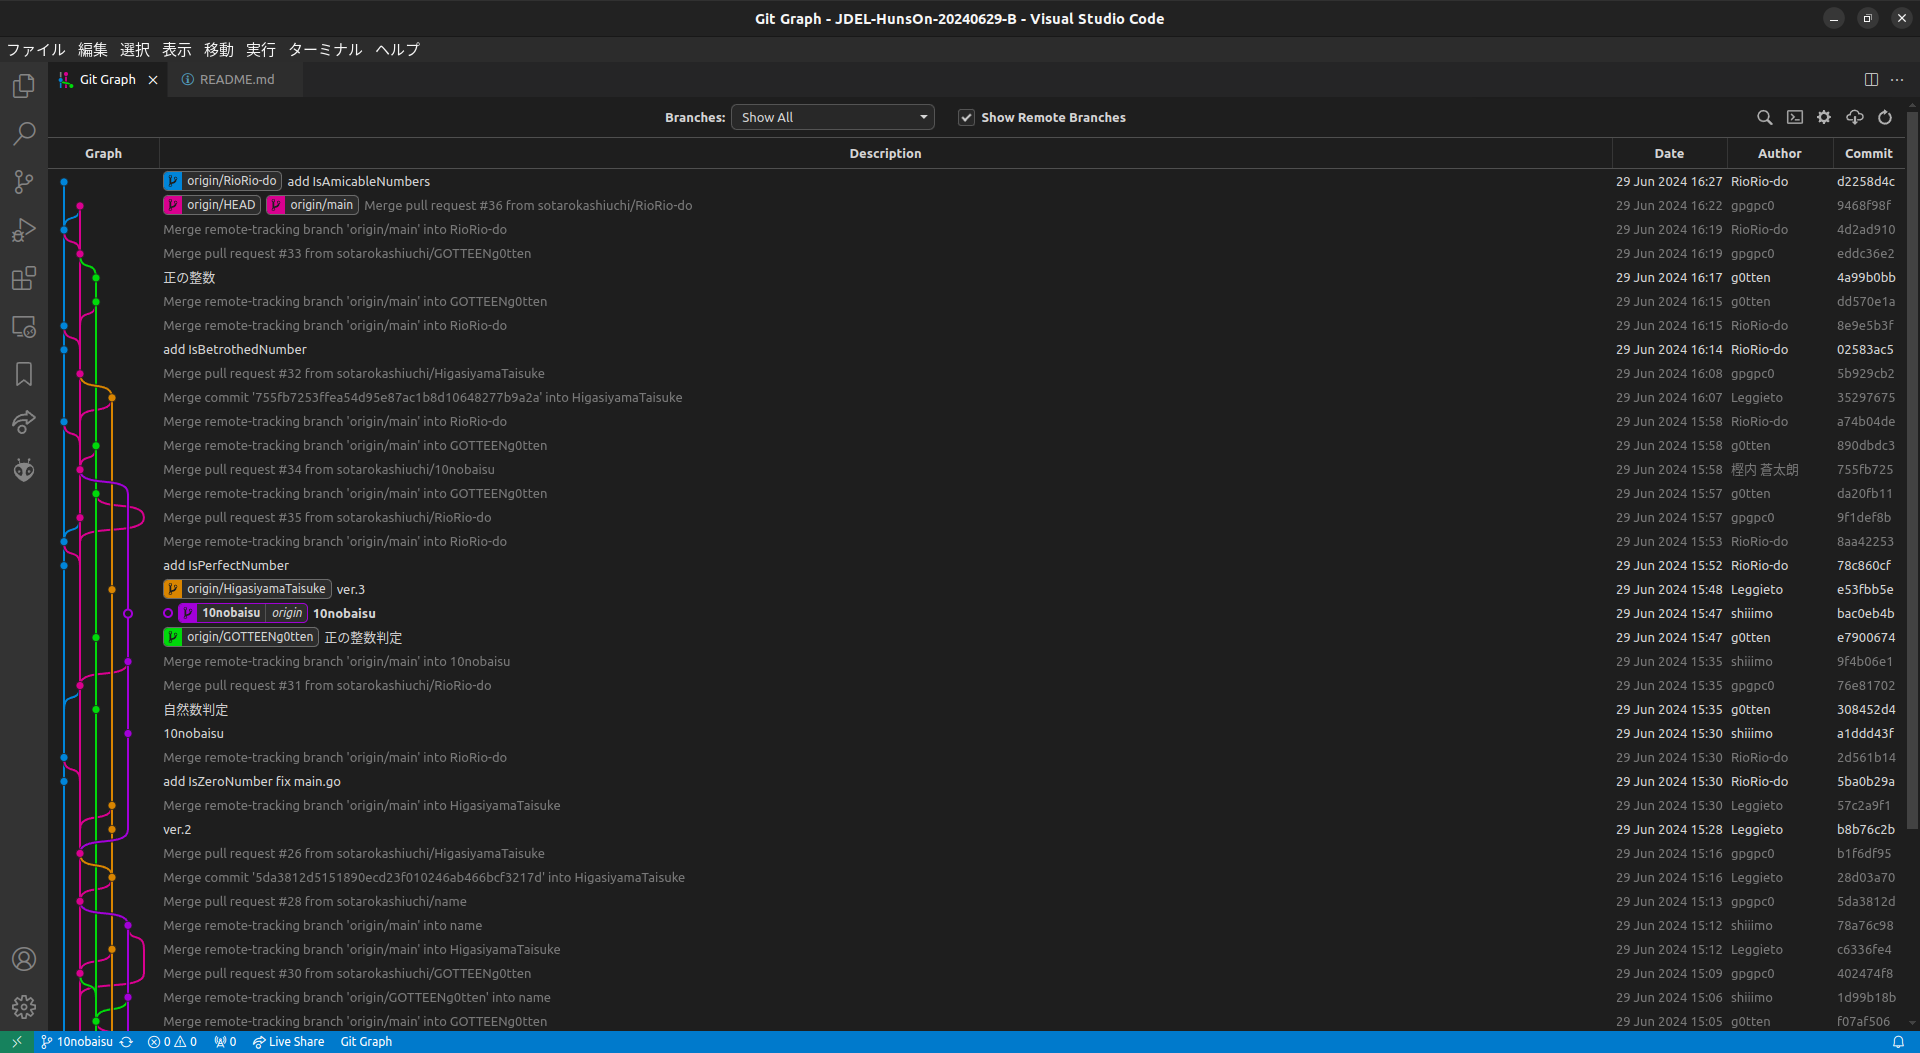 Git Graph - JDEL-HunsOn-20240629-B - Visual Studio Code
ファイル 編集 選択 表示 移動 実行 ターミナル ヘルプ
Git Graph README.md
Branches: Show All Show Remote Branches
Graph Description Date Author Commit
origin/RioRio-do add IsAmicableNumbers 29 Jun 2024 16:27 RioRio-do d2258d4c
origin/HEAD origin/main Merge pull request #36 from sotarokashiuchi/RioRio-do 29 Jun 2024 16:22 gpgpc0 9468f98f
Merge remote-tracking branch 'origin/main' into RioRio-do 29 Jun 2024 16:19 RioRio-do 4d2ad910
Merge pull request #33 from sotarokashiuchi/GOTTEENg0tten 29 Jun 2024 16:19 gpgpc0 eddc36e2
正の整数 29 Jun 2024 16:17 g0tten 4a99b0bb
Merge remote-tracking branch 'origin/main' into GOTTEENg0tten 29 Jun 2024 16:15 g0tten dd570e1a
Merge remote-tracking branch 'origin/main' into RioRio-do 29 Jun 2024 16:15 RioRio-do 8e9e5b3f
add IsBetrothedNumber 29 Jun 2024 16:14 RioRio-do 02583ac5
Merge pull request #32 from sotarokashiuchi/HigasiyamaTaisuke 29 Jun 2024 16:08 gpgpc0 5b929cb2
Merge commit '755fb7253ffea54d95e87ac1b8d10648277b9a2a' into HigasiyamaTaisuke 29 Jun 2024 16:07 Leggieto 35297675
Merge remote-tracking branch 'origin/main' into RioRio-do 29 Jun 2024 15:58 RioRio-do a74b04de
Merge remote-tracking branch 'origin/main' into GOTTEENg0tten 29 Jun 2024 15:58 g0tten 890dbdc3
Merge pull request #34 from sotarokashiuchi/10nobaisu 29 Jun 2024 15:58 樫内 蒼太朗 755fb725
Merge remote-tracking branch 'origin/main' into GOTTEENg0tten 29 Jun 2024 15:57 g0tten da20fb11
Merge pull request #35 from sotarokashiuchi/RioRio-do 29 Jun 2024 15:57 gpgpc0 9f1def8b
Merge remote-tracking branch 'origin/main' into RioRio-do 29 Jun 2024 15:53 RioRio-do 8aa42253
add IsPerfectNumber 29 Jun 2024 15:52 RioRio-do 78c860cf
origin/HigasiyamaTaisuke ver.3 29 Jun 2024 15:48 Leggieto e53fbb5e
10nobaisu origin 10nobaisu 29 Jun 2024 15:47 shiiimo bac0eb4b
origin/GOTTEENg0tten 正の整数判定 29 Jun 2024 15:47 g0tten e7900674
Merge remote-tracking branch 'origin/main' into 10nobaisu 29 Jun 2024 15:35 shiiimo 9f4b06e1
Merge pull request #31 from sotarokashiuchi/RioRio-do 29 Jun 2024 15:35 gpgpc0 76e81702
自然数判定 29 Jun 2024 15:35 g0tten 308452d4
10nobaisu 29 Jun 2024 15:30 shiiimo a1ddd43f
Merge remote-tracking branch 'origin/main' into RioRio-do 29 Jun 2024 15:30 RioRio-do 2d561b14
add IsZeroNumber fix main.go 29 Jun 2024 15:30 RioRio-do 5ba0b29a
Merge remote-tracking branch 'origin/main' into HigasiyamaTaisuke 29 Jun 2024 15:30 Leggieto 57c2a9f1
ver.2 29 Jun 2024 15:28 Leggieto b8b76c2b
Merge pull request #26 from sotarokashiuchi/HigasiyamaTaisuke 29 Jun 2024 15:16 gpgpc0 b1f6df95
Merge commit '5da3812d5151890ecd23f010246ab466bcf3217d' into HigasiyamaTaisuke 29 Jun 2024 15:16 Leggieto 28d03a70
Merge pull request #28 from sotarokashiuchi/name 29 Jun 2024 15:13 gpgpc0 5da3812d
Merge remote-tracking branch 'origin/main' into name 29 Jun 2024 15:12 shiiimo 78a76c98
Merge remote-tracking branch 'origin/main' into HigasiyamaTaisuke 29 Jun 2024 15:12 Leggieto c6336fe4
Merge pull request #30 from sotarokashiuchi/GOTTEENg0tten 29 Jun 2024 15:09 gpgpc0 402474f8
Merge remote-tracking branch 'origin/GOTTEENg0tten' into name 29 Jun 2024 15:06 shiiimo 1d99b18b
Merge remote-tracking branch 'origin/main' into GOTTEENg0tten 29 Jun 2024 15:05 g0tten f07af506
10nobaisu 0 0 0 Live Share Git Graph